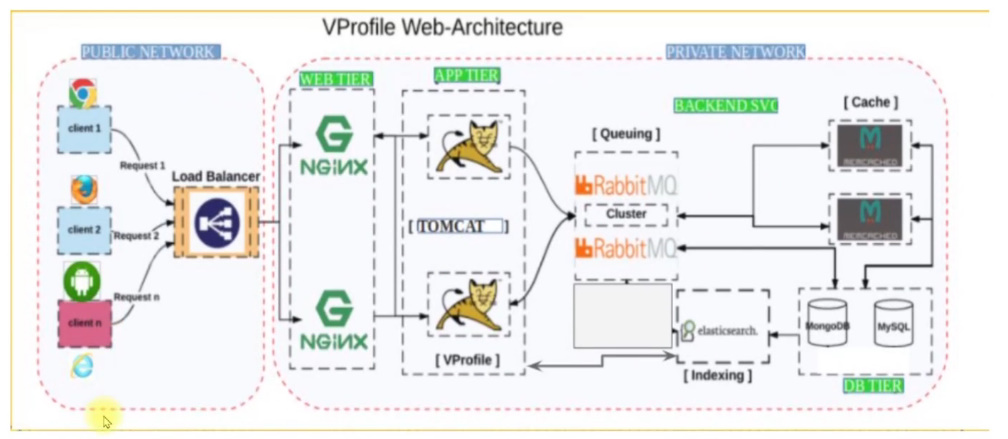 VProfile Web-Architecture
PUBLIC NETWORK
PRIVATE NETWORK
WEB TIER
APP TIER
BACKEND SVC
[ Cache ]
[ Queuing ]
client 1
Request 1
NGINX
MEMCACHED
Load Balancer
RabbitMQ
Cluster
client 2
Request 2
[ TOMCAT ]
MEMCACHED
RabbitMQ
Request n
client n
NGINX
elasticsearch.
MongoDB
MySQL
[ VProfile ]
[ Indexing ]
DB TIER